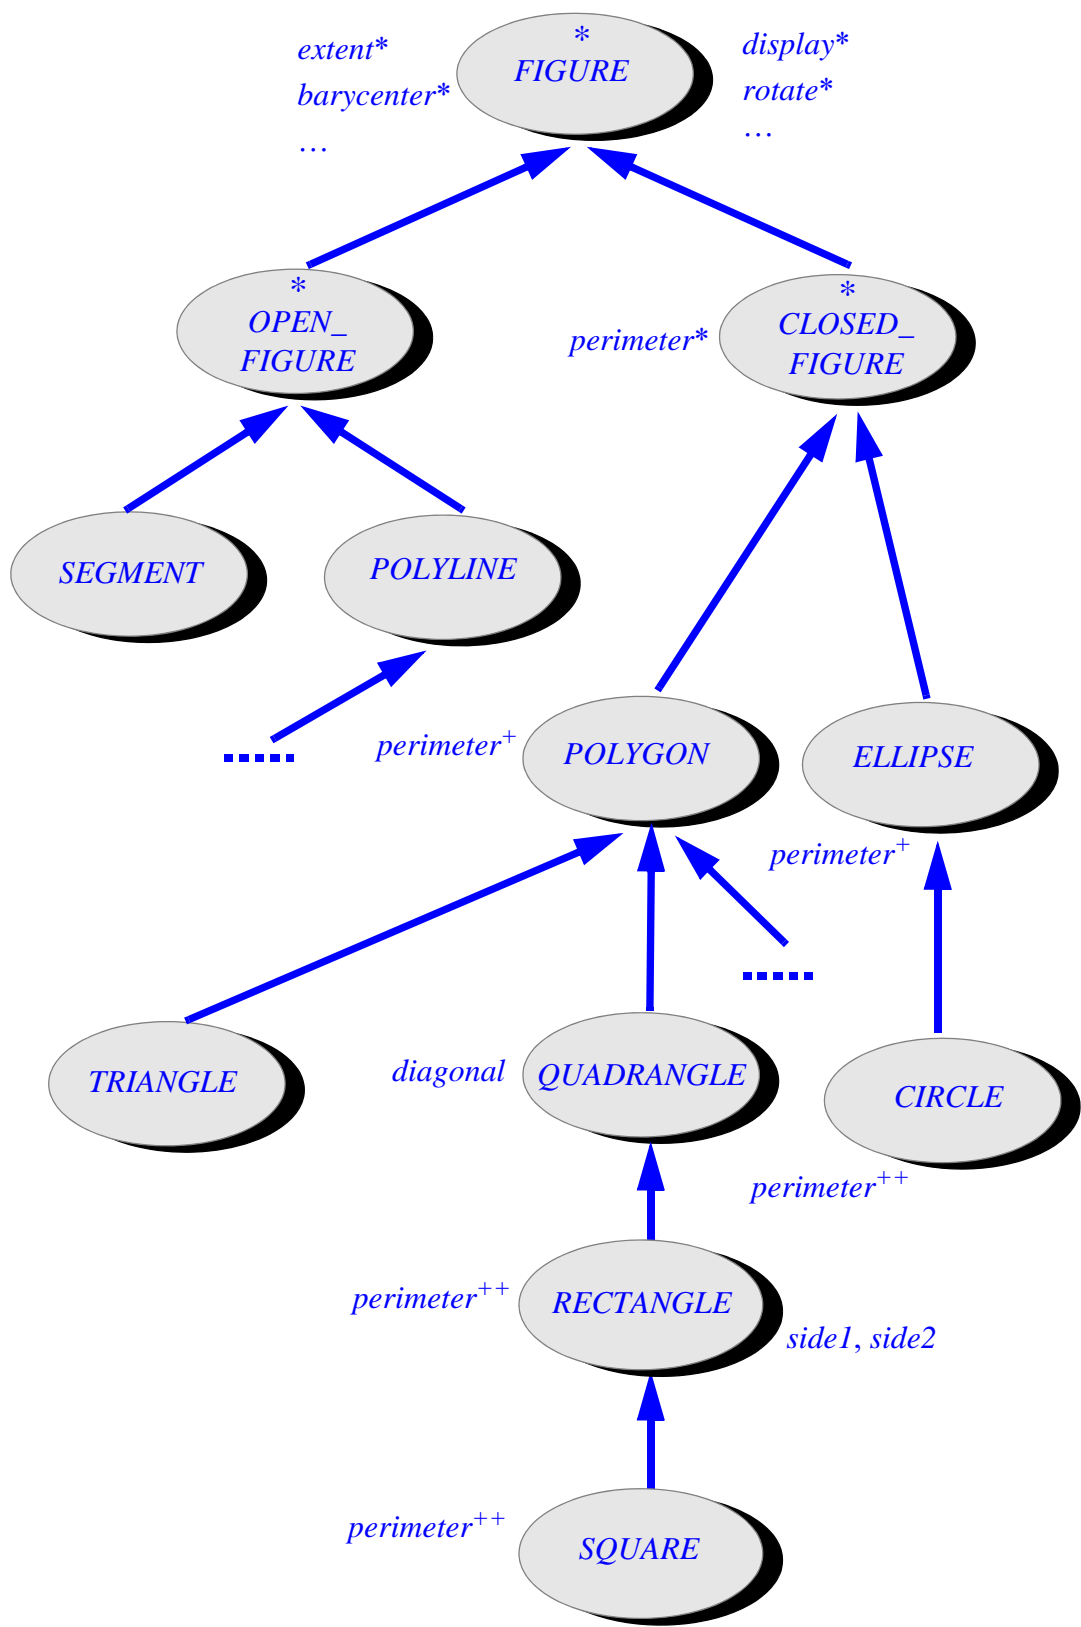 extent*
*
display*
FIGURE
barycenter*
rotate*
…
…
*
OPEN_
FIGURE
perimeter*
*
CLOSED_
FIGURE
SEGMENT
POLYLINE
perimeter+
POLYGON
ELLIPSE
perimeter+
TRIANGLE
diagonal
QUADRANGLE
CIRCLE
perimeter++
perimeter++
RECTANGLE
side1, side2
perimeter++
SQUARE